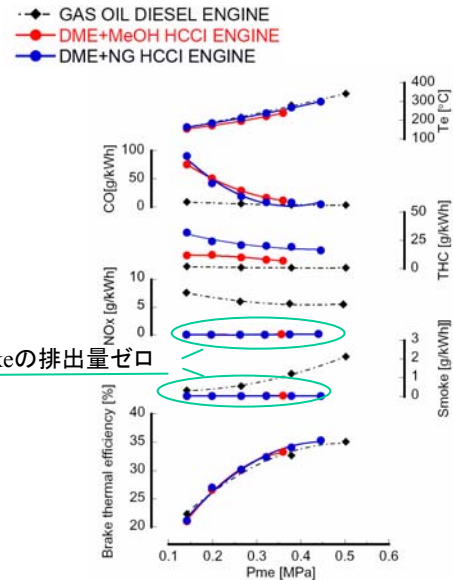 GAS OIL DIESEL ENGINE
DME+MeOH HCCI ENGINE
DME+NG HCCI ENGINE
400
300
200
100
Te [°C]
100
50
0
CO[g/kWh]
50
25
0
THC [g/kWh]
10
5
0
NOx [g/kWh]
eの排出量ゼロ
3
2
1
0
Smoke [g/kWh]]
40
35
30
25
20
Brake thermal efficiency [%]
0.1 0.2 0.3 0.4 0.5 0.6
Pme [MPa]